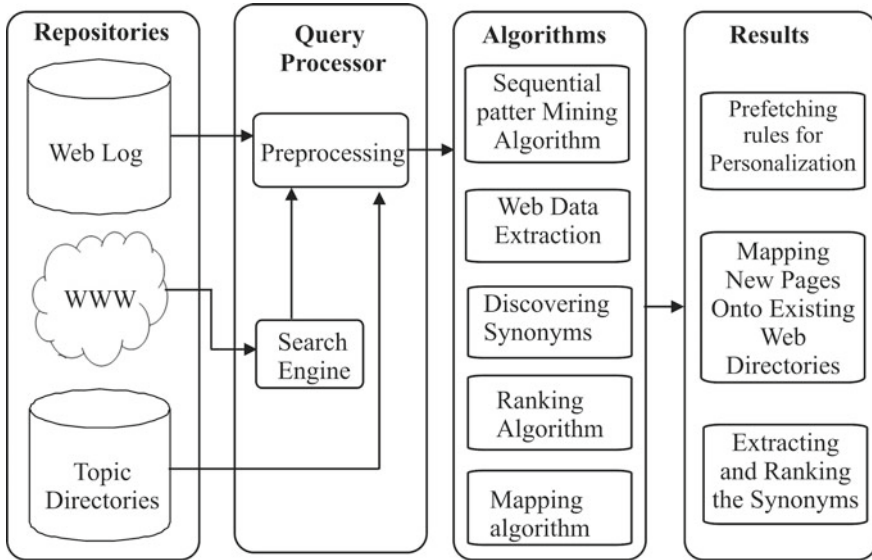 Repositories
Web Log
WWW
Topic
Directories
Query
Processor
Preprocessing
Search
Engine
Algorithms
Sequential
patter Mining
Algorithm
Web Data
Extraction
Discovering
Synonyms
Ranking
Algorithm
Mapping
algorithm
Results
Prefetching
rules for
Personalization
Mapping
New Pages
Onto Existing
Web
Directories
Extracting
and Ranking
the Synonyms